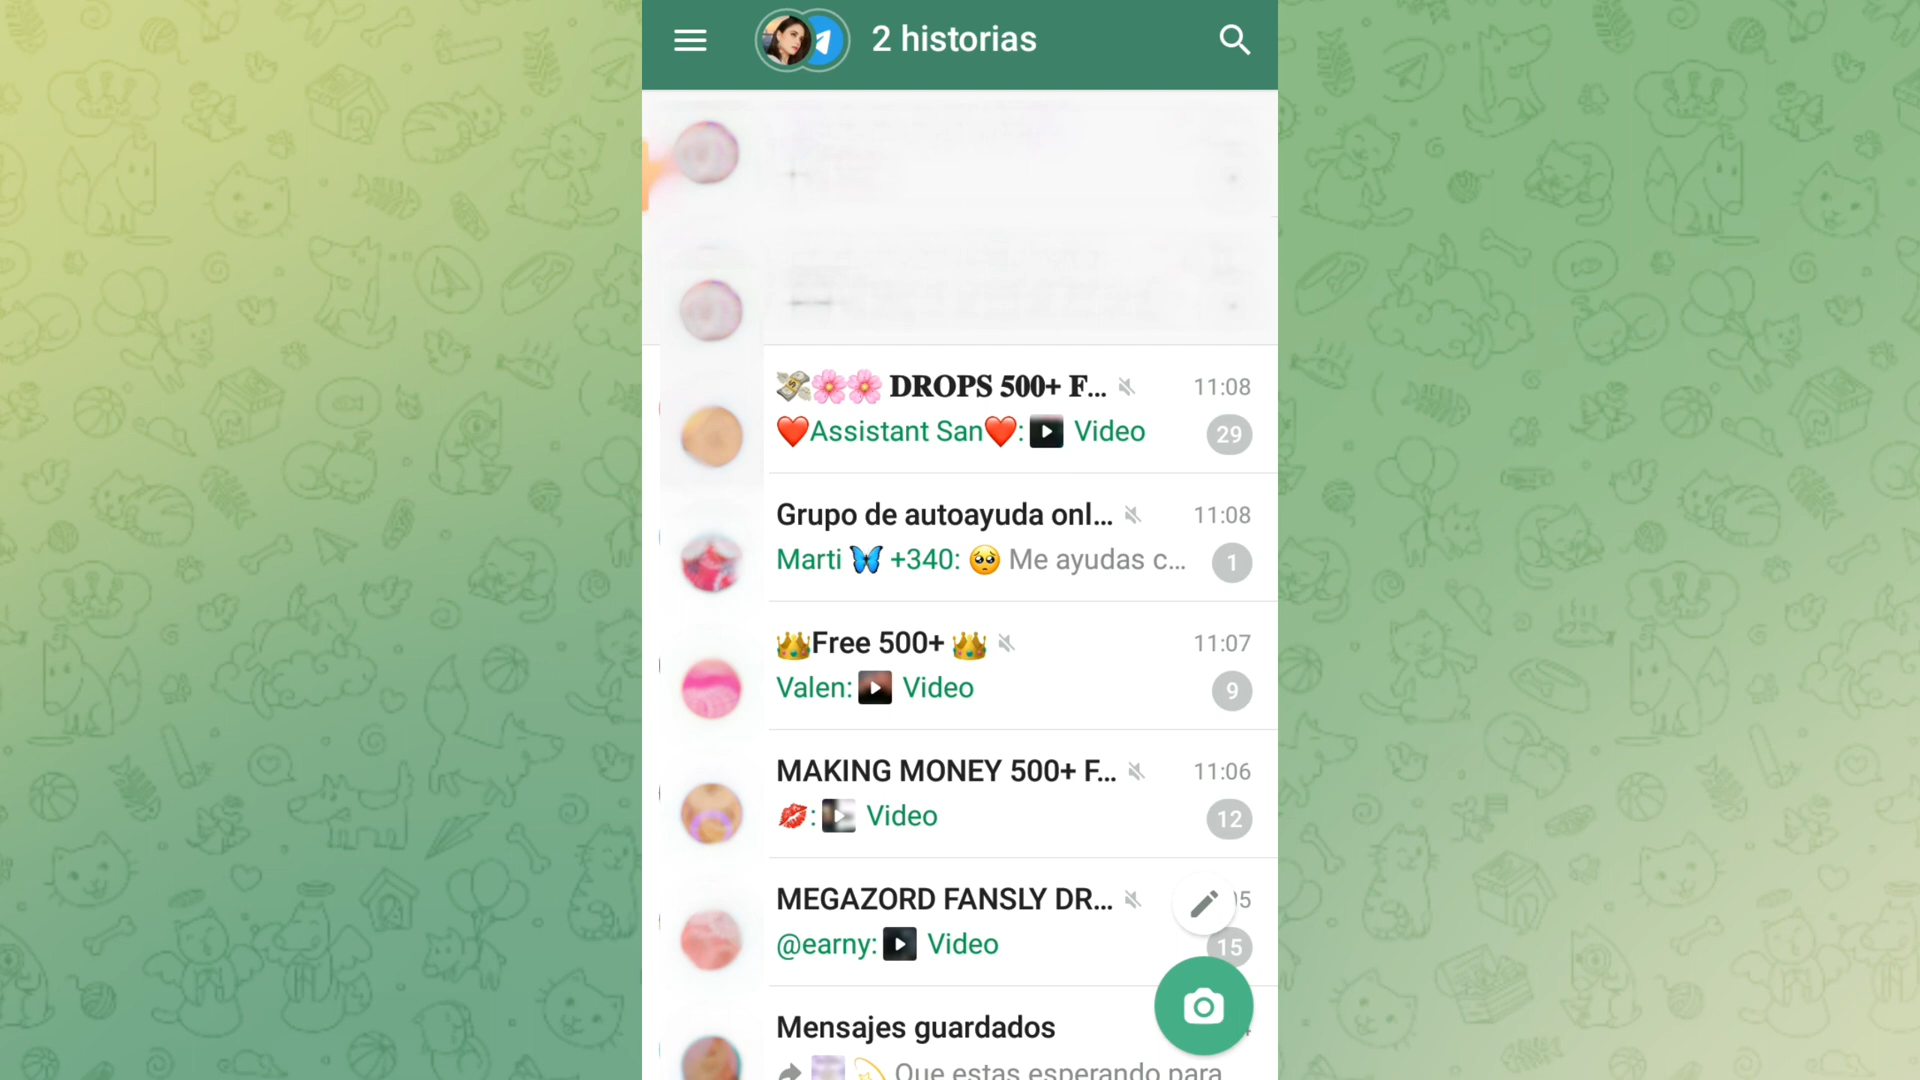 2 historias
💸🌸🌸 DROPS 500+ F... 11:08
❤️Assistant San❤️: Video 29
Grupo de autoayuda onl... 11:08
Marti 🦋 +340: 🥺 Me ayudas c... 1
👑Free 500+ 👑 11:07
Valen: Video 9
MAKING MONEY 500+ F... 11:06
💋: Video 12
MEGAZORD FANSLY DR...
@earny: Video 15
Mensajes guardados
💫 Que estas esperando para